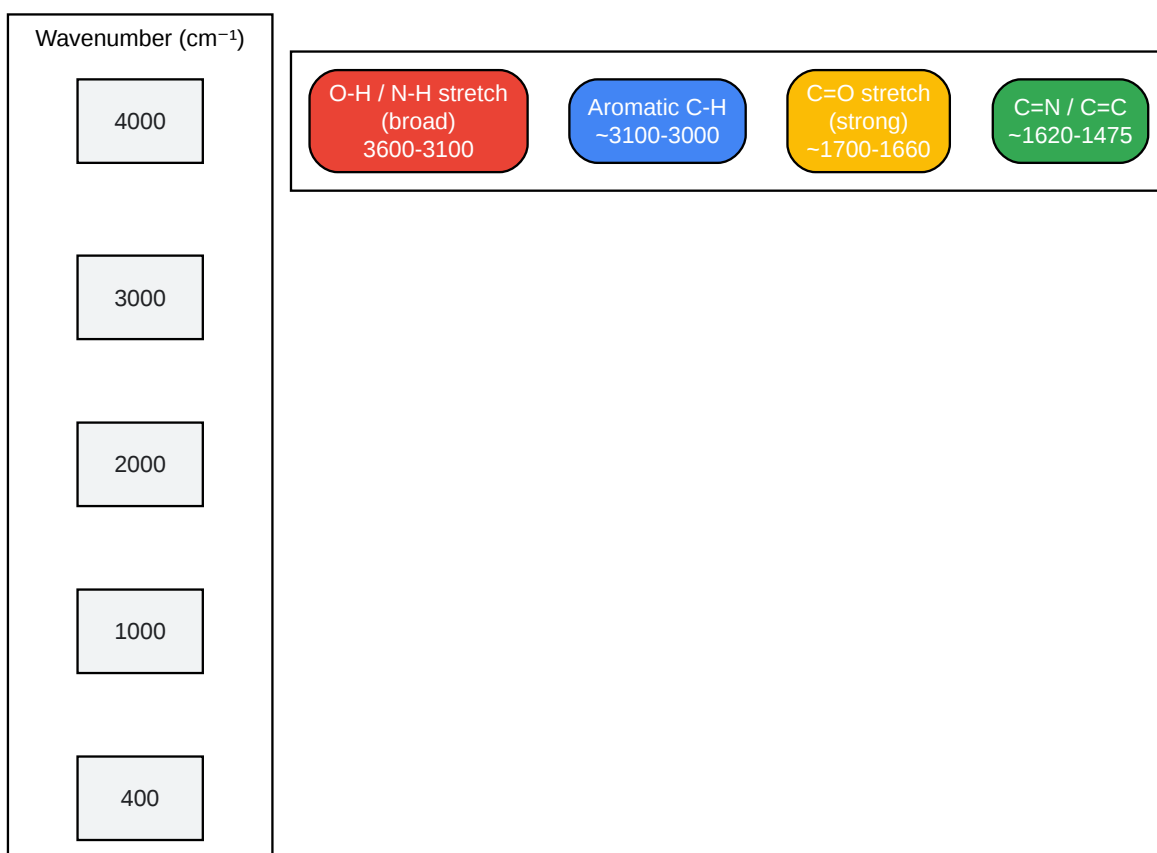 Wavenumber (cm⁻¹)
4000
3000
2000
1000
400
O-H / N-H stretch
(broad)
3600-3100
Aromatic C-H
~3100-3000
C=O stretch
(strong)
~1700-1660
C=N / C=C
~1620-1475